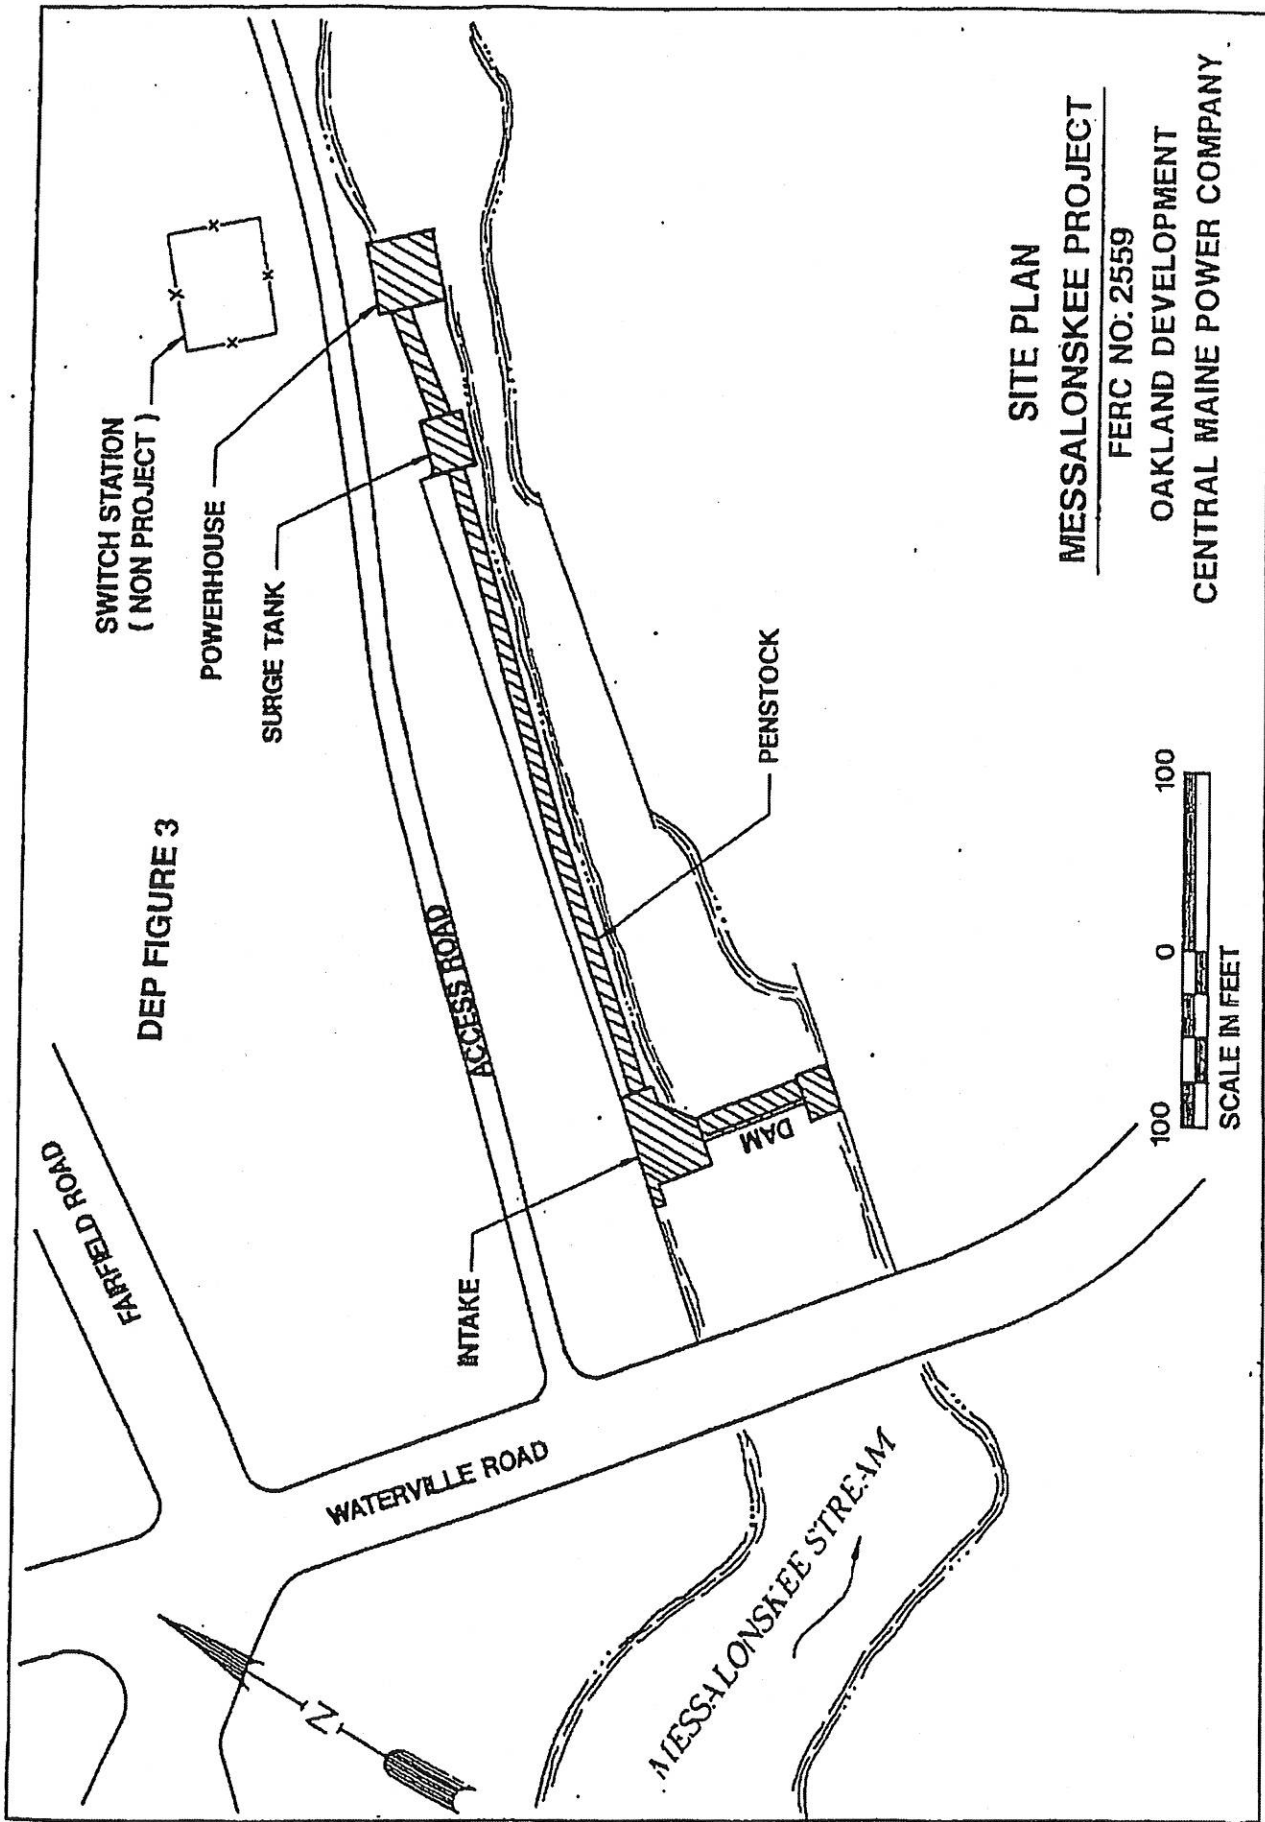 DEP FIGURE 3
SWITCH STATION
( NON PROJECT )
POWERHOUSE
SURGE TANK
FAIRFIELD ROAD
ACCESS ROAD
INTAKE
WATERVILLE ROAD
PENSTOCK
DAM
N
MESSALONSKEE STREAM
SITE PLAN
MESSALONSKEE PROJECT
FERC NO: 2559
OAKLAND DEVELOPMENT
CENTRAL MAINE POWER COMPANY
100 0 100
SCALE IN FEET